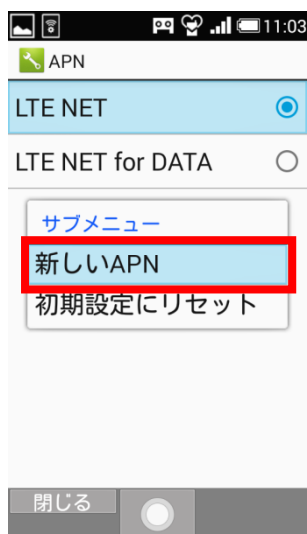 11:03
APN
LTE NET
LTE NET for DATA
サブメニュー
新しいAPN
初期設定にリセット
閉じる